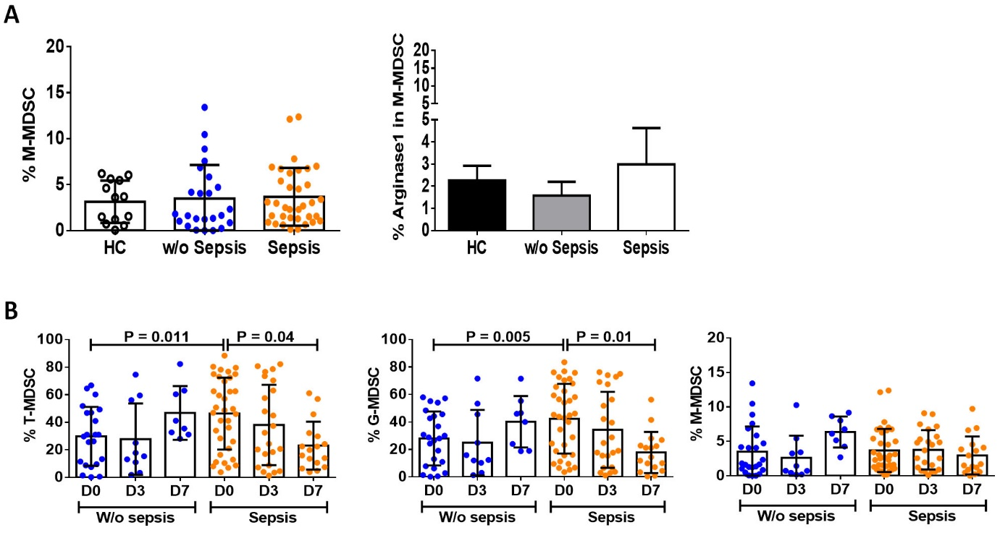 A
% M-MDSC
20
15
10
5
0
HC w/o Sepsis Sepsis
% Arginase1 in M-MDSC
20
15
10
5
5
4
3
2
1
0
HC w/o Sepsis Sepsis
B
% T-MDSC
100
80
60
40
20
0
P = 0.011 P = 0.04
D0 D3 D7 D0 D3 D7
W/o sepsis Sepsis
% G-MDSC
100
80
60
40
20
0
P = 0.005 P = 0.01
D0 D3 D7 D0 D3 D7
W/o sepsis Sepsis
% M-MDSC
20
15
10
5
0
D0 D3 D7 D0 D3 D7
W/o sepsis Sepsis